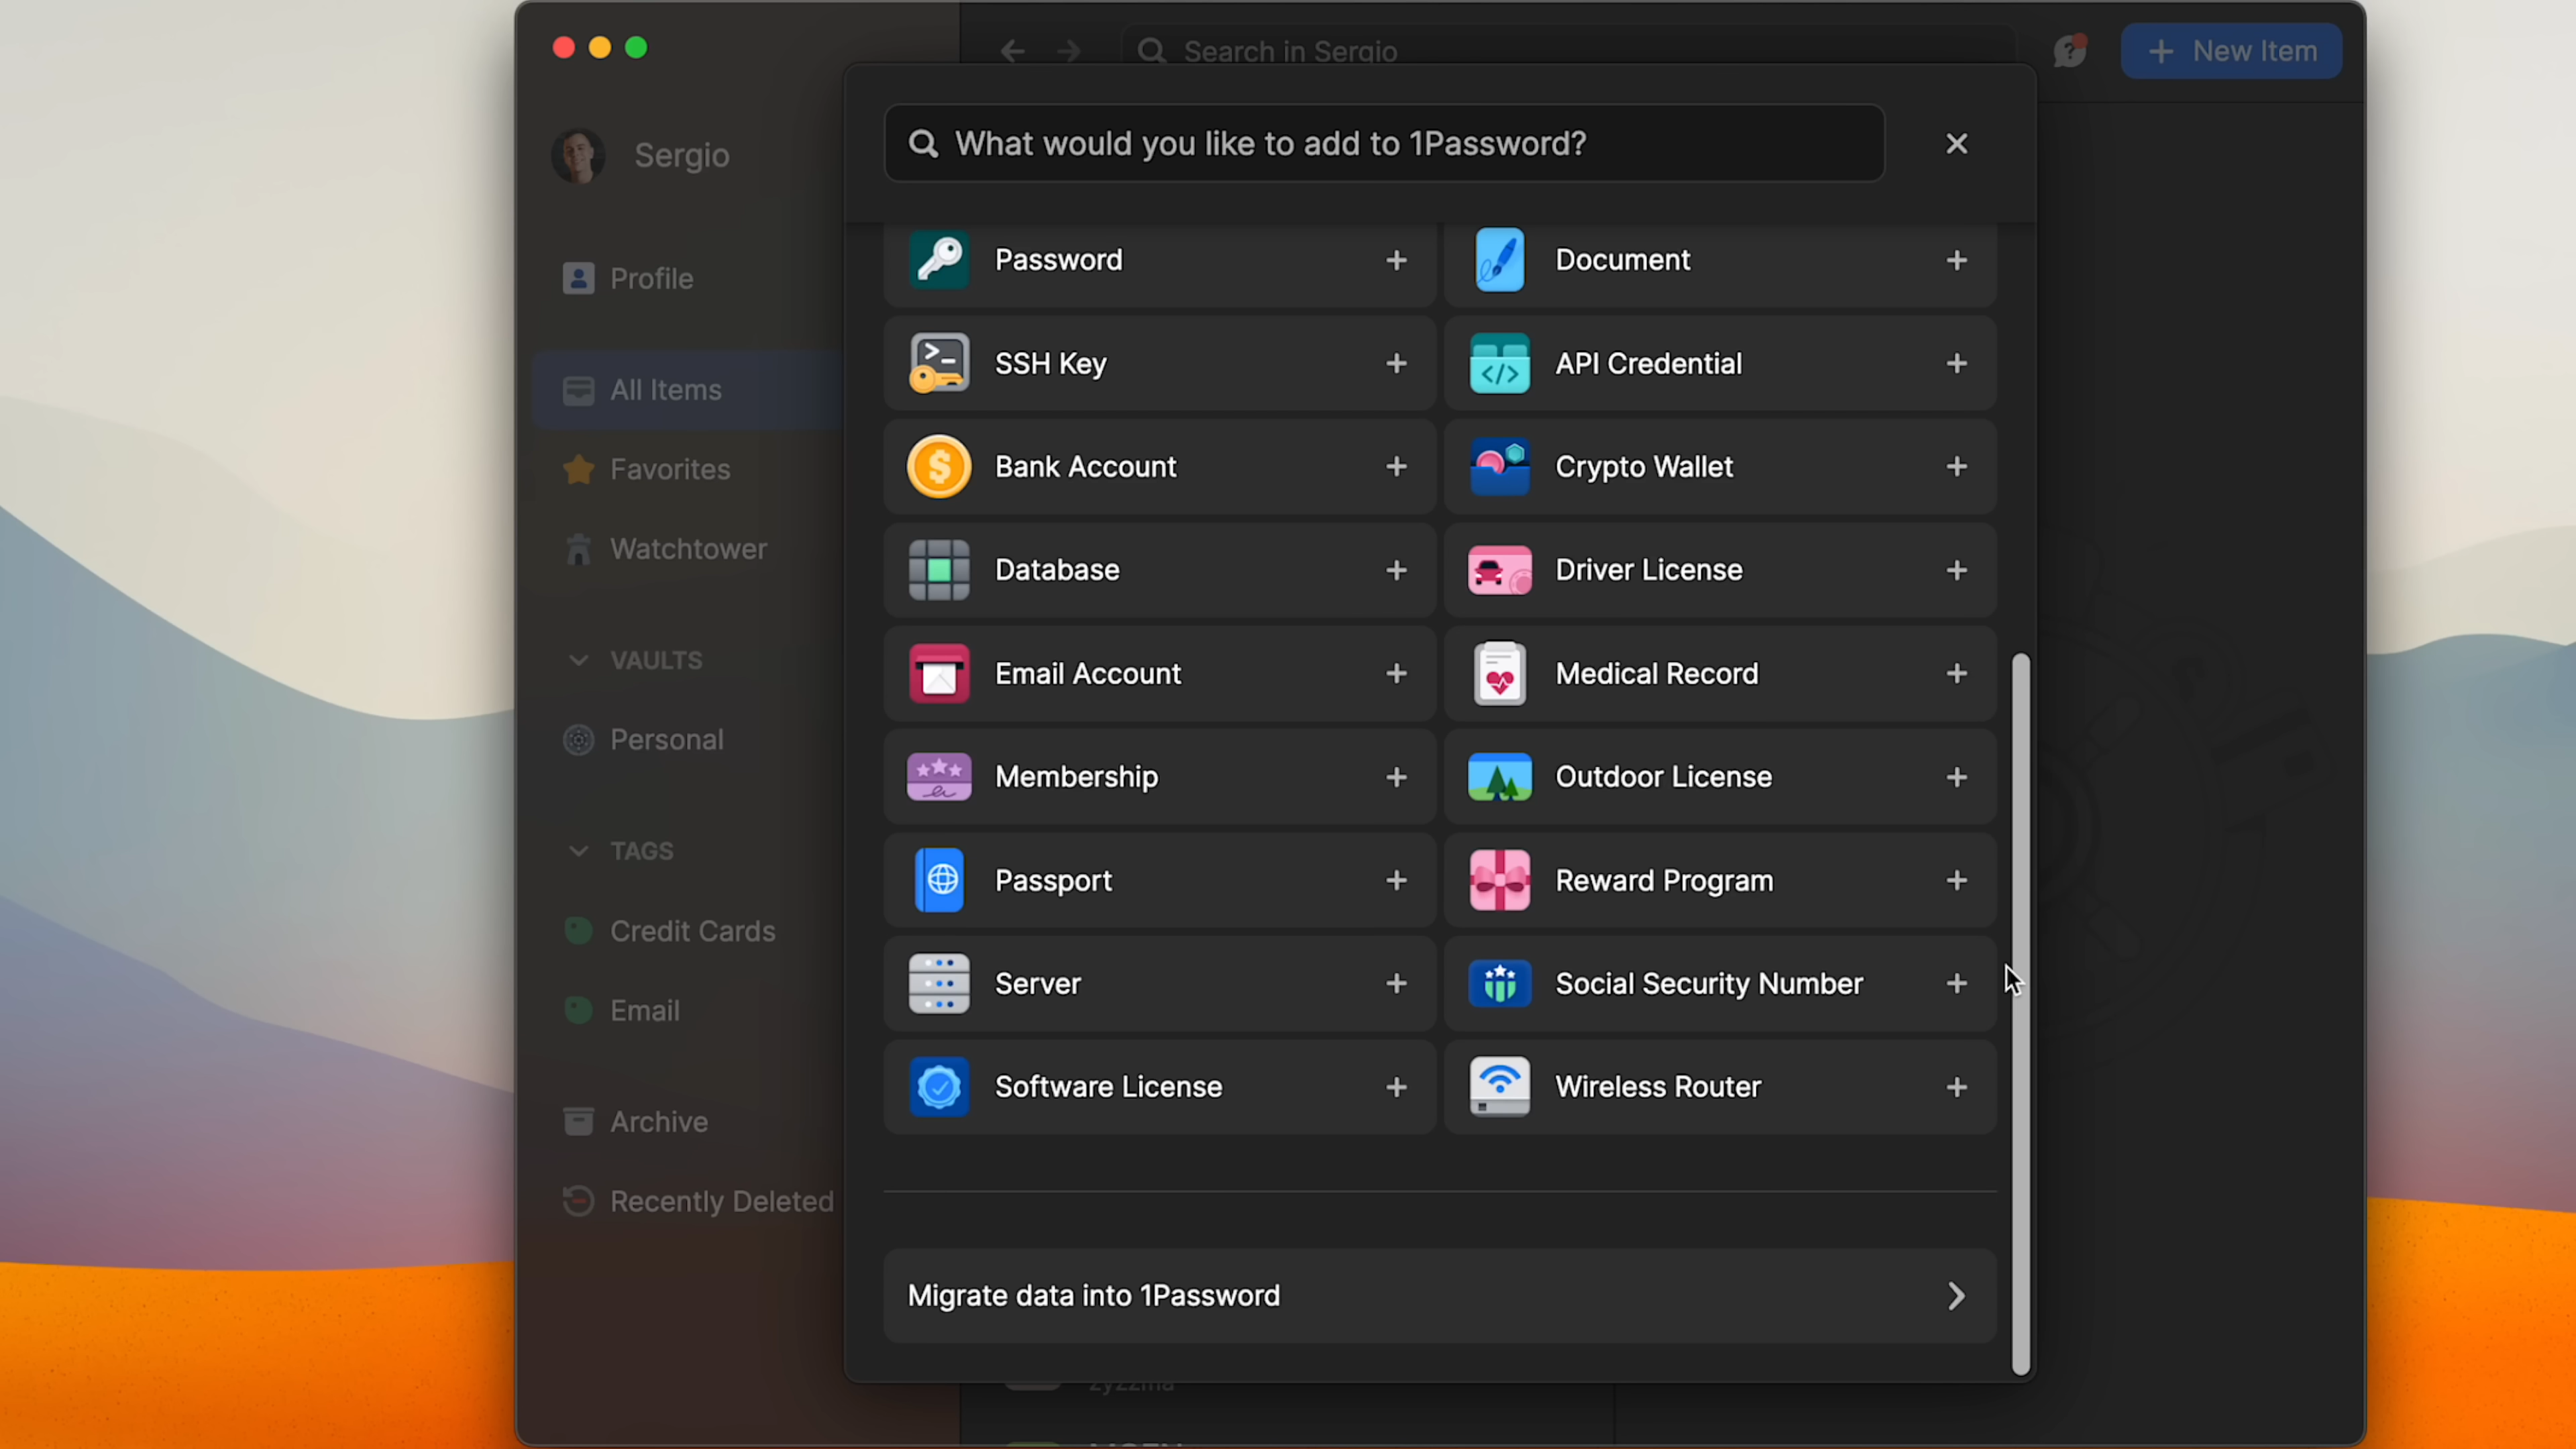 Search in Sergio
New Item
Sergio
Profile
All Items
Favorites
Watchtower
VAULTS
Personal
TAGS
Credit Cards
Email
Archive
Recently Deleted
What would you like to add to 1Password?
Password
Document
SSH Key
API Credential
Bank Account
Crypto Wallet
Database
Driver License
Email Account
Medical Record
Membership
Outdoor License
Passport
Reward Program
Server
Social Security Number
Software License
Wireless Router
Migrate data into 1Password